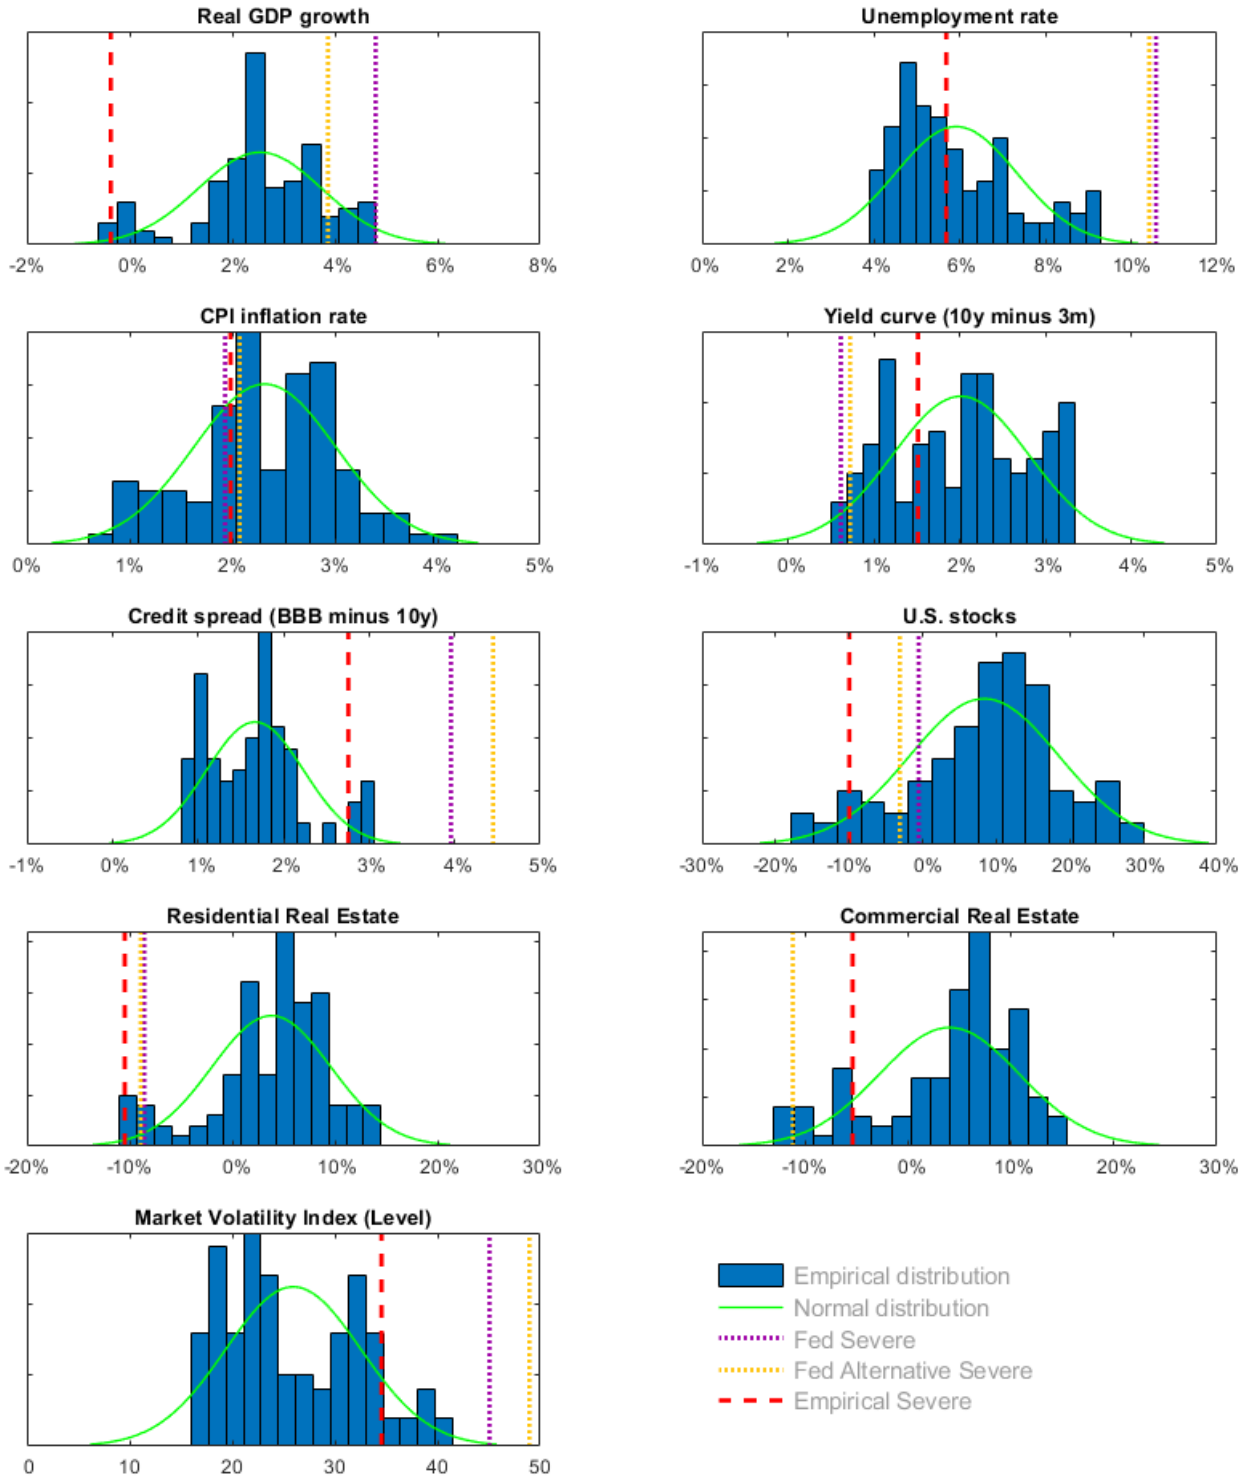 Real GDP growth
Unemployment rate
-2% 0% 2% 4% 6% 8%
0% 2% 4% 6% 8% 10% 12%
CPI inflation rate
Yield curve (10y minus 3m)
0% 1% 2% 3% 4% 5%
-1% 0% 1% 2% 3% 4% 5%
Credit spread (BBB minus 10y)
U.S. stocks
-1% 0% 1% 2% 3% 4% 5%
-30% -20% -10% 0% 10% 20% 30% 40%
Residential Real Estate
Commercial Real Estate
-20% -10% 0% 10% 20% 30%
-20% -10% 0% 10% 20% 30%
Market Volatility Index (Level)
0 10 20 30 40 50
Empirical distribution
Normal distribution
Fed Severe
Fed Alternative Severe
Empirical Severe